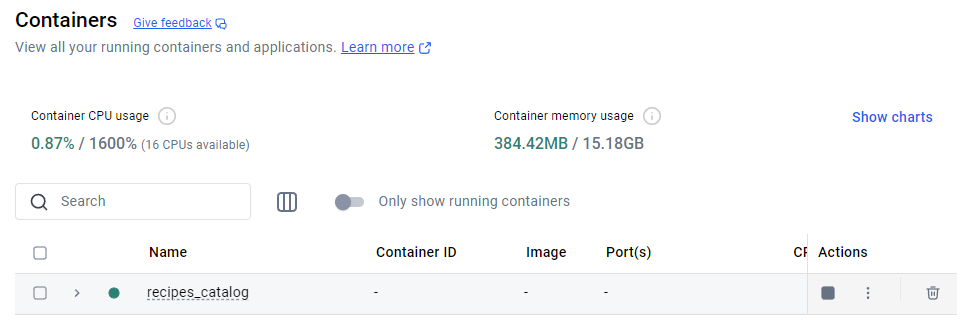 Containers Give feedback
View all your running containers and applications. Learn more
Container CPU usage Container memory usage Show charts
0.87% / 1600% (16 CPUs available) 384.42MB / 15.18GB
Search Only show running containers
Name Container ID Image Port(s) CP Actions
recipes_catalog - - -